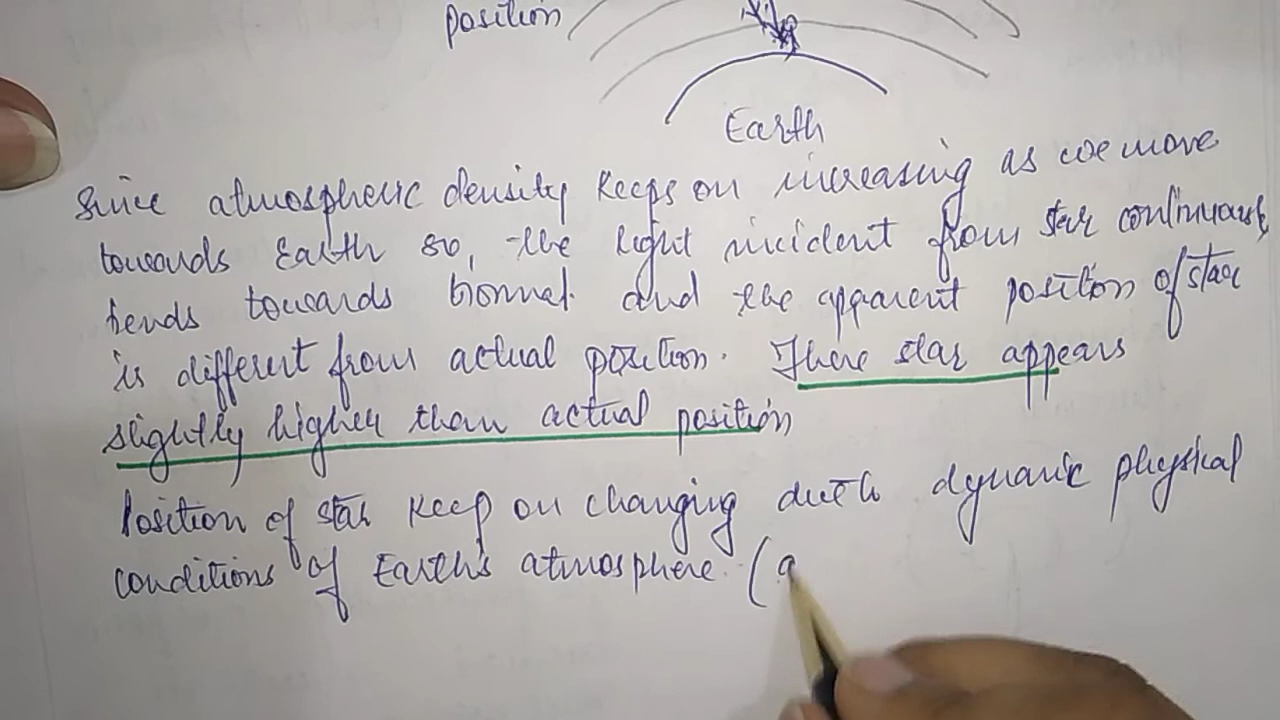 position
Earth
Since atmospheric density keeps on increasing as we move
towards Earth so, the light incident from star continuously
bends towards normal. and the apparent position of star
is different from actual position. There star appears
slightly higher than actual position
Position of star keep on changing due to dynamic physical
conditions of Earth's atmosphere (a